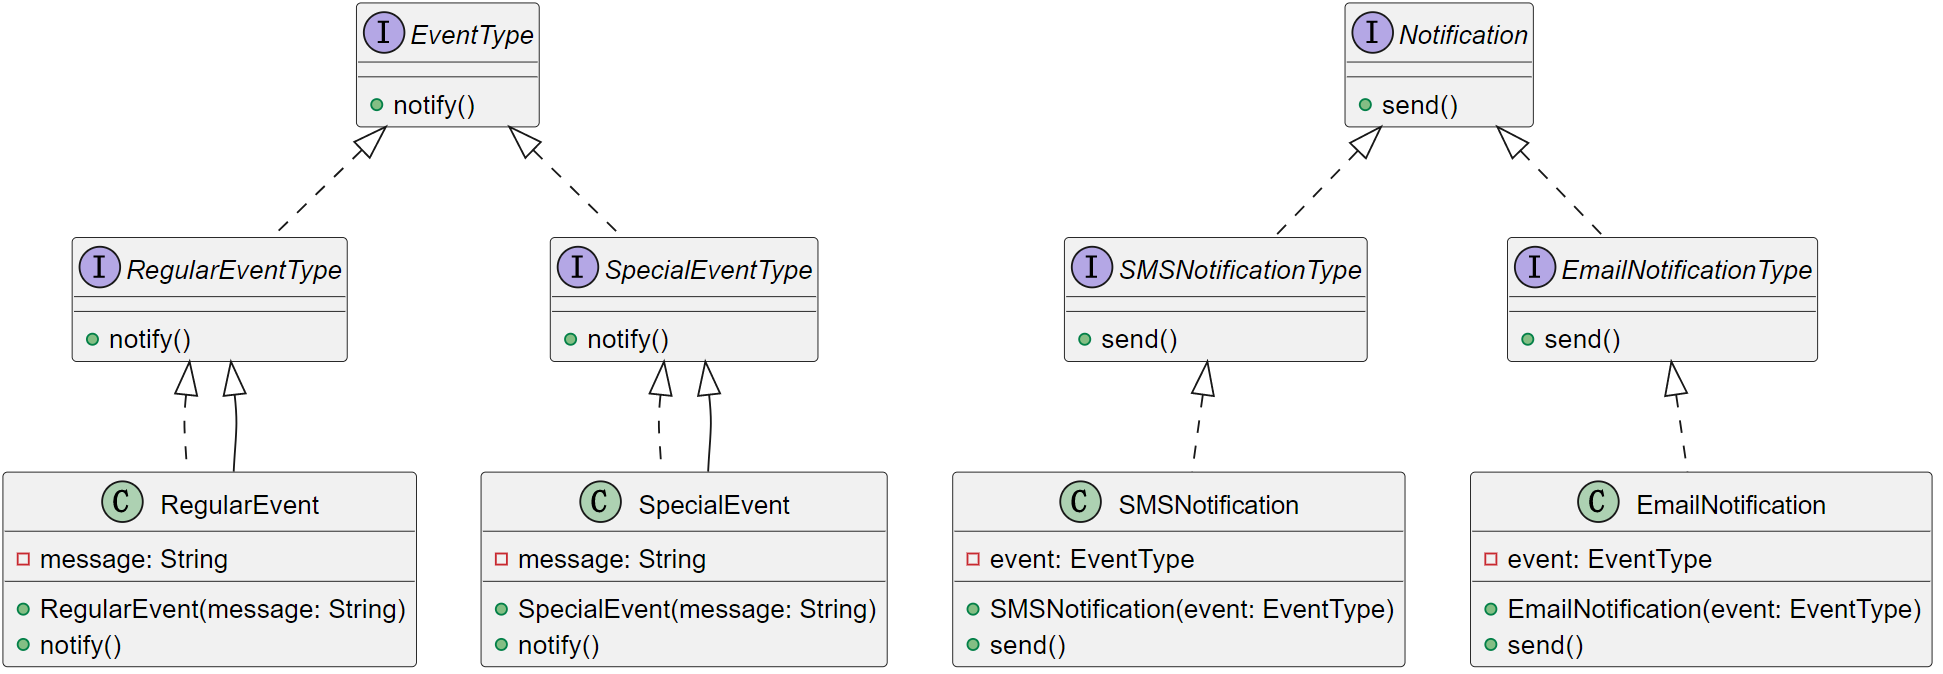 I EventType
notify()
I Notification
send()
I RegularEventType
notify()
I SpecialEventType
notify()
I SMSNotificationType
send()
I EmailNotificationType
send()
C RegularEvent
message: String
RegularEvent(message: String)
notify()
C SpecialEvent
message: String
SpecialEvent(message: String)
notify()
C SMSNotification
event: EventType
SMSNotification(event: EventType)
send()
C EmailNotification
event: EventType
EmailNotification(event: EventType)
send()